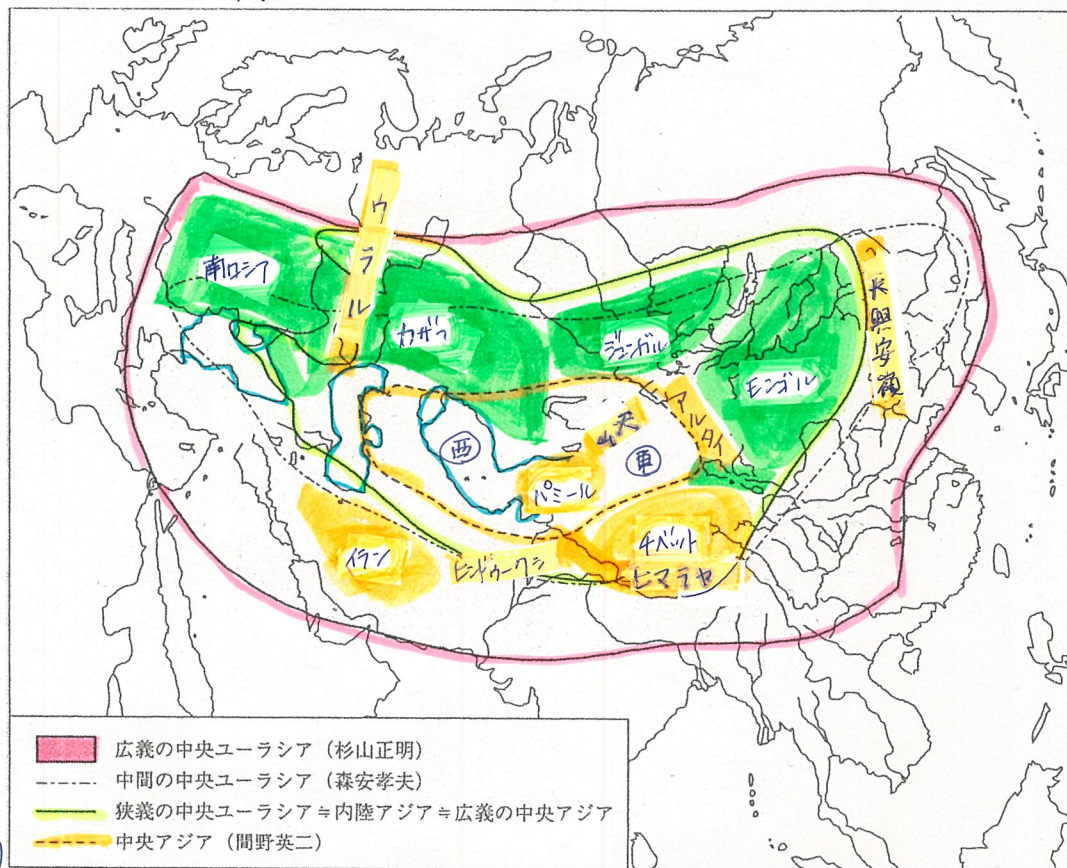 ウラル
南ロシア
カザフ
ジュンガル
モンゴル
大興安嶺
アルタイ
天山
西
東
パミール
イラン
ヒンドゥークシ
チベット
ヒマラヤ
広義の中央ユーラシア（杉山正明）
中間の中央ユーラシア（森安孝夫）
狭義の中央ユーラシア≒内陸アジア≒広義の中央アジア
中央アジア（間野英二）